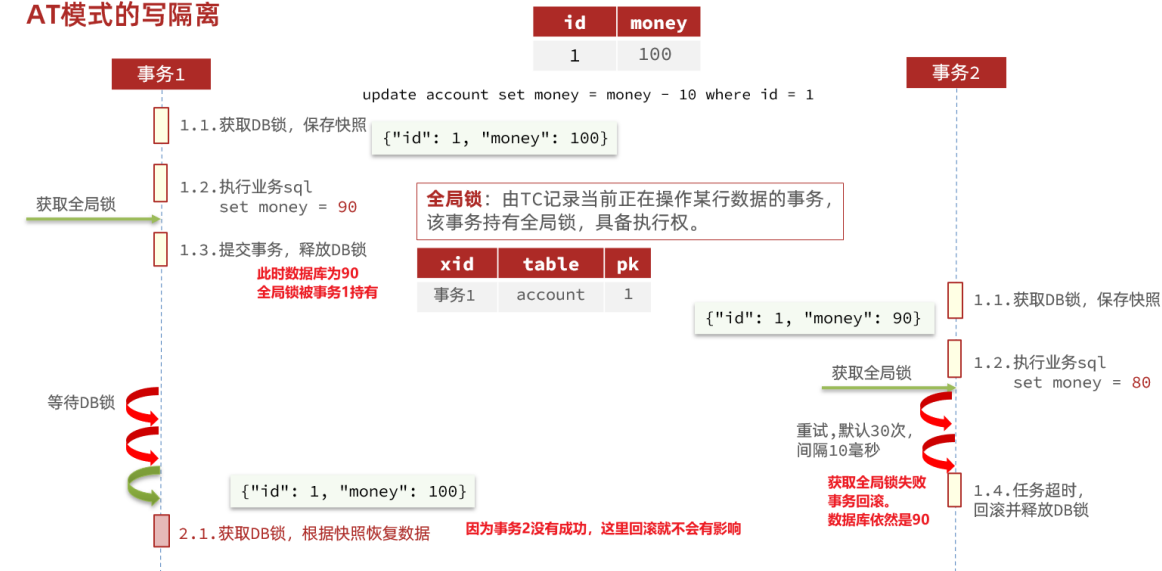 AT模式的写隔离
id money
1 100
事务1
事务2
update account set money = money - 10 where id = 1
1.1.获取DB锁，保存快照
{"id": 1, "money": 100}
1.2.执行业务sql
set money = 90
获取全局锁
全局锁：由TC记录当前正在操作某行数据的事务，
该事务持有全局锁，具备执行权。
1.3.提交事务，释放DB锁
此时数据库为90
全局锁被事务1持有
xid table pk
事务1 account 1
1.1.获取DB锁，保存快照
{"id": 1, "money": 90}
1.2.执行业务sql
set money = 80
获取全局锁
等待DB锁
重试,默认30次，
间隔10毫秒
获取全局锁失败
事务回滚。
数据库依然是90
1.4.任务超时，
回滚并释放DB锁
{"id": 1, "money": 100}
2.1.获取DB锁，根据快照恢复数据
因为事务2没有成功，这里回滚就不会有影响